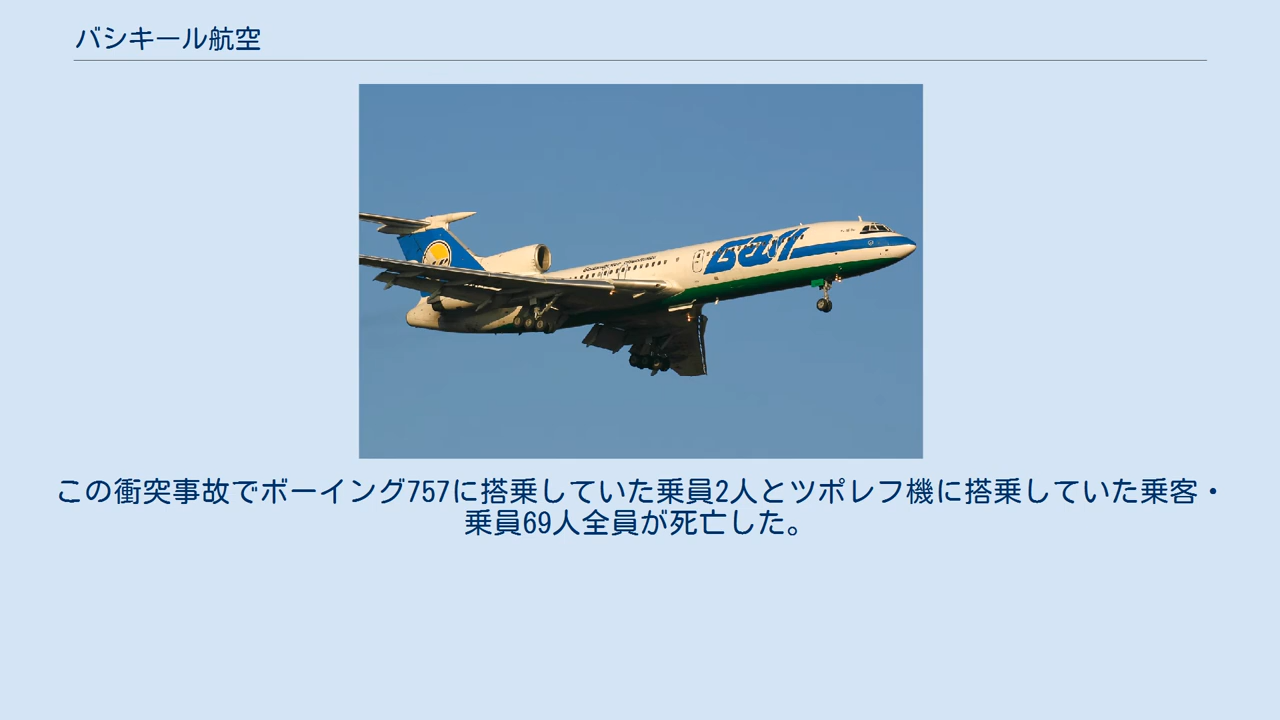 バシキール航空
БАЛ
この衝突事故でボーイング757に搭乗していた乗員2人とツポレフ機に搭乗していた乗客・
乗員69人全員が死亡した。